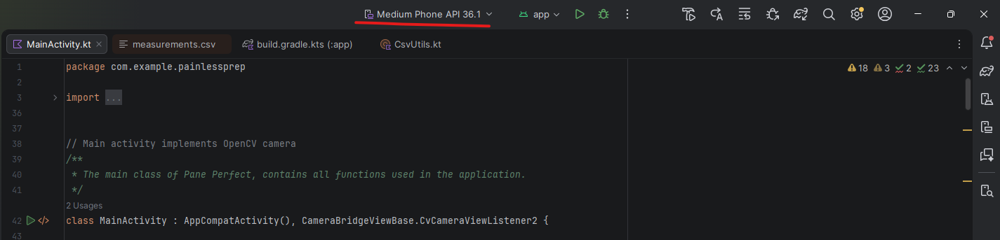 Medium Phone API 36.1 app
MainActivity.kt measurements.csv build.gradle.kts (:app) CsvUtils.kt
1 package com.example.painlessprep 18 3 2 23
2
3 import ...
36
37
38 // Main activity implements OpenCV camera
39 /**
40 * The main class of Pane Perfect, contains all functions used in the application.
41 */
2 Usages
42 class MainActivity : AppCompatActivity(), CameraBridgeViewBase.CvCameraViewListener2 {
43